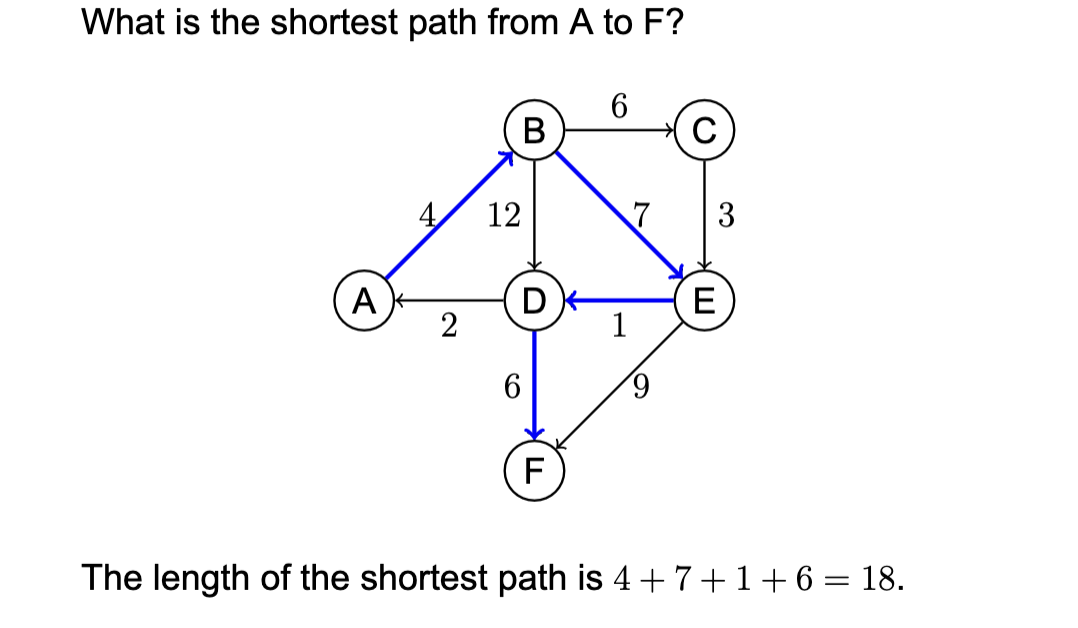 What is the shortest path from A to F?
6
B
C
4
12
7
3
A
D
E
2
1
6
9
F
The length of the shortest path is 4 + 7 + 1 + 6 = 18.